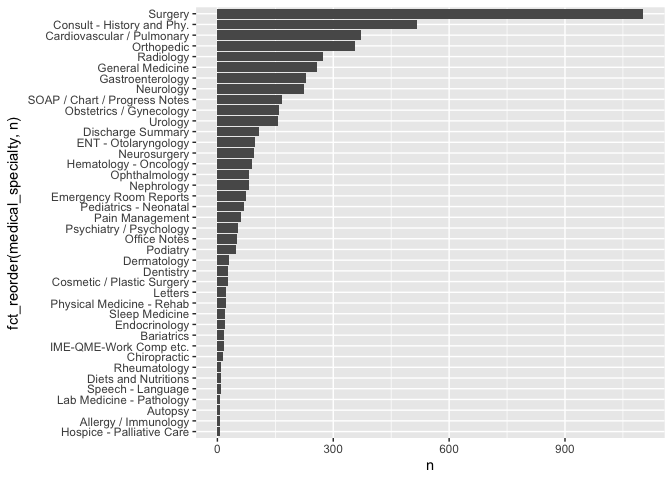 Surgery
Consult - History and Phy.
Cardiovascular / Pulmonary
Orthopedic
Radiology
General Medicine
Gastroenterology
Neurology
SOAP / Chart / Progress Notes
Obstetrics / Gynecology
Urology
Discharge Summary
ENT - Otolaryngology
Neurosurgery
Hematology - Oncology
Ophthalmology
Nephrology
Emergency Room Reports
Pediatrics - Neonatal
Pain Management
Psychiatry / Psychology
Office Notes
Podiatry
Dermatology
Dentistry
Cosmetic / Plastic Surgery
Letters
Physical Medicine - Rehab
Sleep Medicine
Endocrinology
Bariatrics
IME-QME-Work Comp etc.
Chiropractic
Rheumatology
Diets and Nutritions
Speech - Language
Lab Medicine - Pathology
Autopsy
Allergy / Immunology
Hospice - Palliative Care
fct_reorder(medical_specialty, n)
0 300 600 900
n